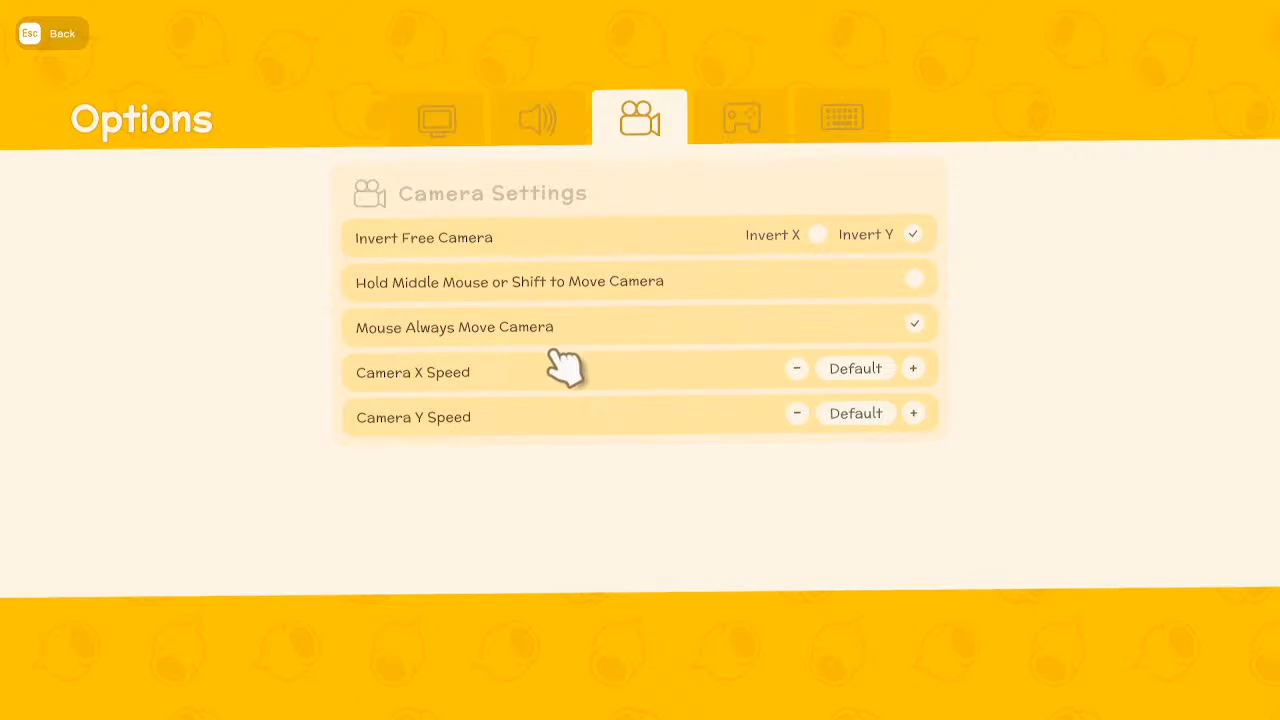 Esc Back
Options
Camera Settings
Invert Free Camera Invert X Invert Y
Hold Middle Mouse or Shift to Move Camera
Mouse Always Move Camera
Camera X Speed - Default +
Camera Y Speed - Default +